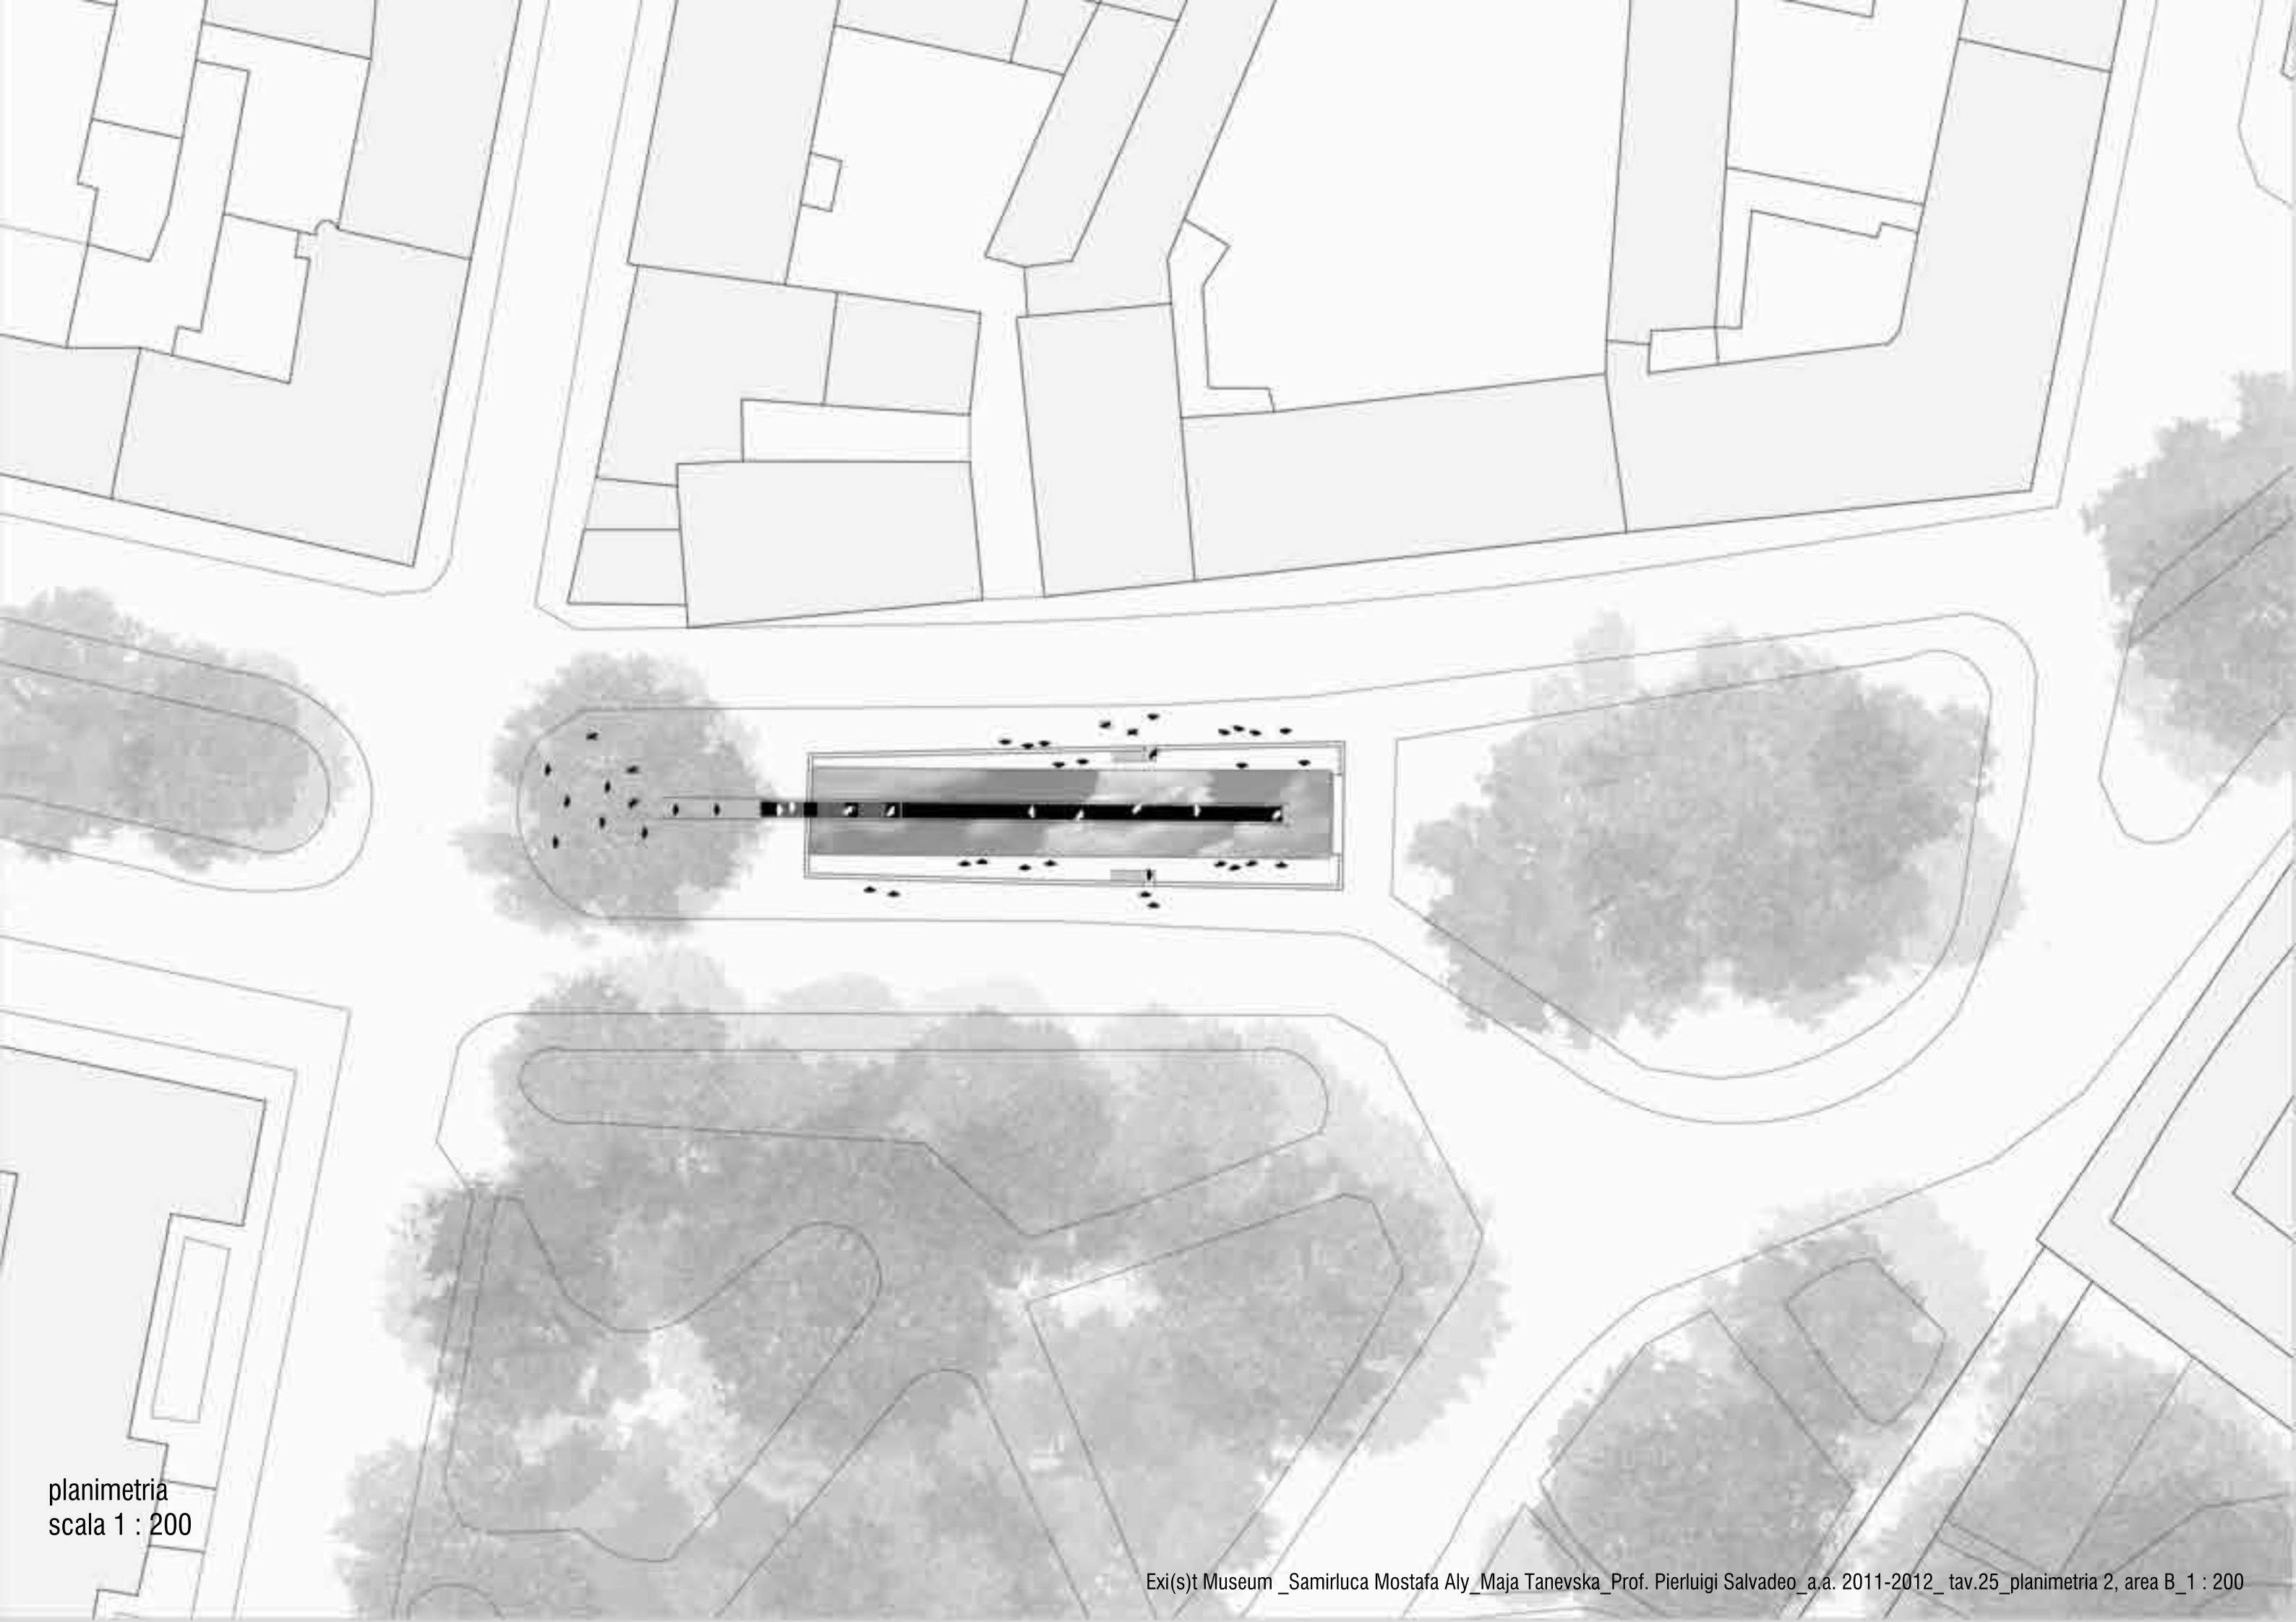 planimetria
scala 1 : 200
Exi(s)t Museum _Samirluca Mostafa Aly_Maja Tanevska_Prof. Pierluigi Salvadeo_a.a. 2011-2012_ tav.25_planimetria 2, area B_1 : 200